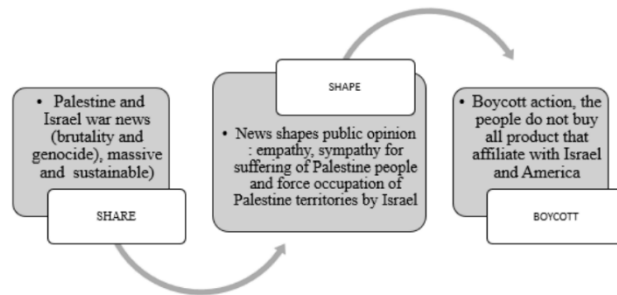 • Palestine and
Israel war news
(brutality and
genocide), massive
and sustainable)
SHARE
SHAPE
• News shapes public opinion
: empathy, sympathy for
suffering of Palestine people
and force occupation of
Palestine territories by Israel
• Boycott action, the
people do not buy
all product that
affiliate with Israel
and America
BOYCOTT